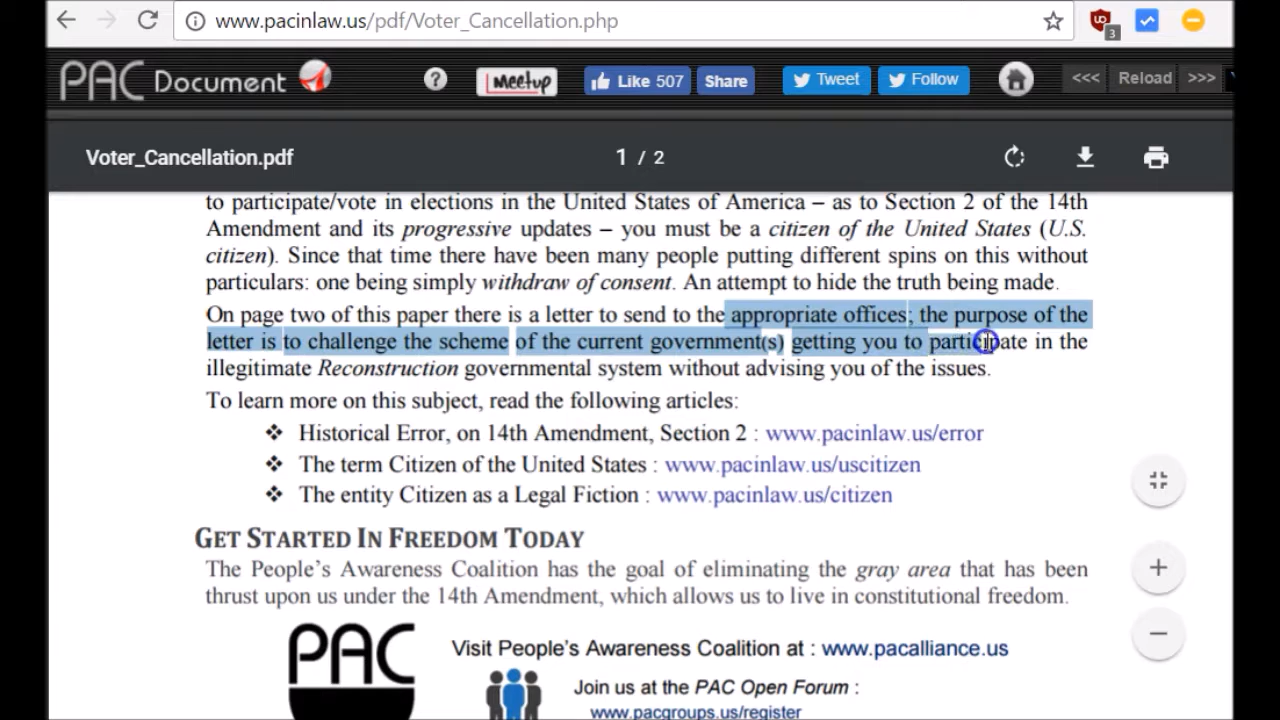 www.pacinlaw.us/pdf/Voter_Cancellation.php
3
PAC Document ? Meetup Like 507 Share Tweet Follow <<< Reload >>>
Voter_Cancellation.pdf 1 / 2
to participate/vote in elections in the United States of America – as to Section 2 of the 14th
Amendment and its progressive updates – you must be a citizen of the United States (U.S.
citizen). Since that time there have been many people putting different spins on this without
particulars: one being simply withdraw of consent. An attempt to hide the truth being made.
On page two of this paper there is a letter to send to the appropriate offices; the purpose of the
letter is to challenge the scheme of the current government(s) getting you to participate in the
illegitimate Reconstruction governmental system without advising you of the issues.
To learn more on this subject, read the following articles:
❖ Historical Error, on 14th Amendment, Section 2 : www.pacinlaw.us/error
❖ The term Citizen of the United States : www.pacinlaw.us/uscitizen
❖ The entity Citizen as a Legal Fiction : www.pacinlaw.us/citizen
GET STARTED IN FREEDOM TODAY
The People's Awareness Coalition has the goal of eliminating the gray area that has been
thrust upon us under the 14th Amendment, which allows us to live in constitutional freedom.
PAC
Visit People's Awareness Coalition at : www.pacalliance.us
Join us at the PAC Open Forum :
www.pacgroups.us/register